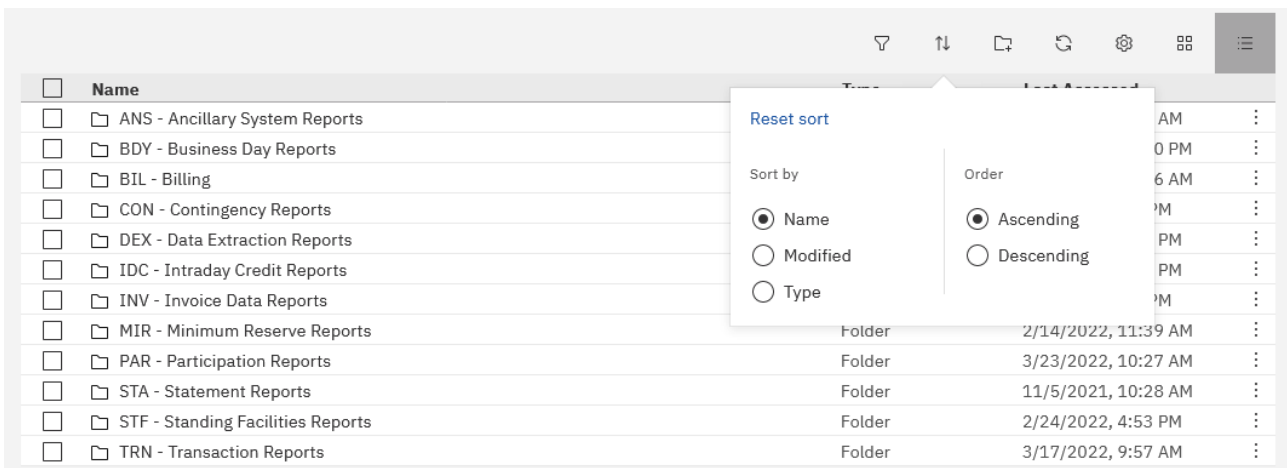 Name Type Last Accessed
ANS - Ancillary System Reports AM
Reset sort
BDY - Business Day Reports 0 PM
BIL - Billing 6 AM
Sort by Order
CON - Contingency Reports PM
Name Ascending
DEX - Data Extraction Reports PM
Modified Descending
IDC - Intraday Credit Reports PM
Type
INV - Invoice Data Reports PM
MIR - Minimum Reserve Reports Folder 2/14/2022, 11:39 AM
PAR - Participation Reports Folder 3/23/2022, 10:27 AM
STA - Statement Reports Folder 11/5/2021, 10:28 AM
STF - Standing Facilities Reports Folder 2/24/2022, 4:53 PM
TRN - Transaction Reports Folder 3/17/2022, 9:57 AM